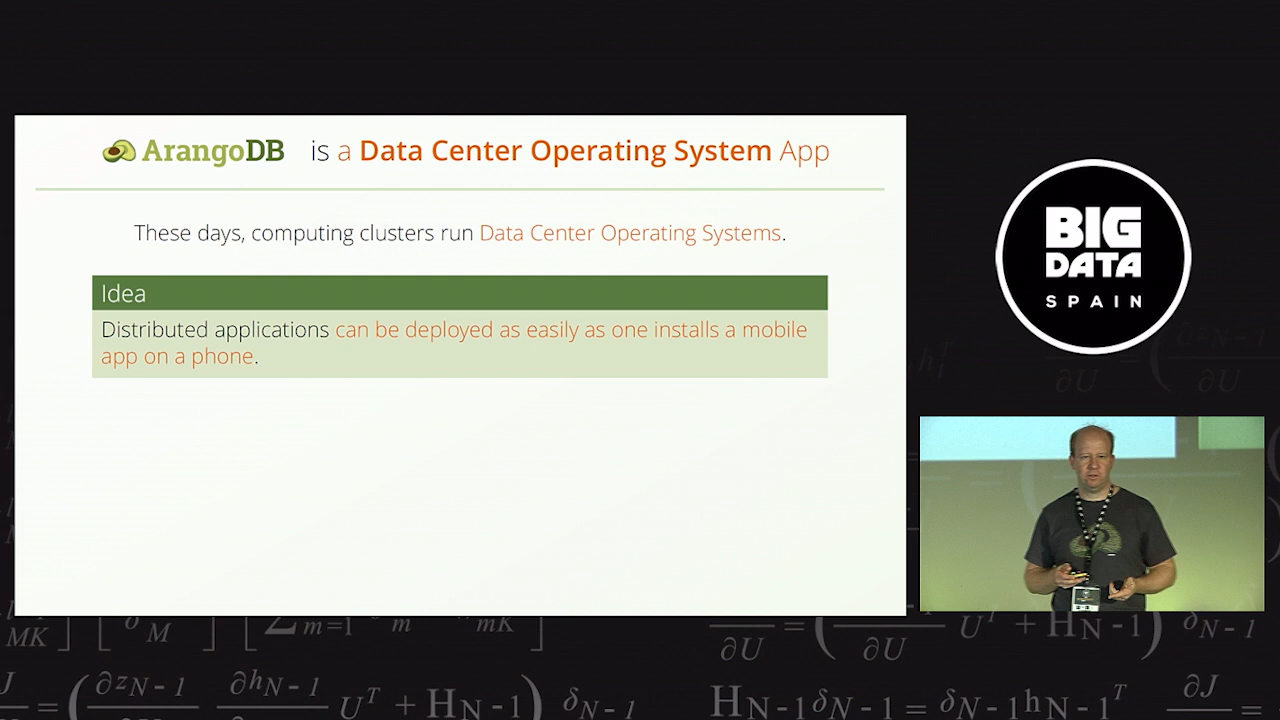 ArangoDB is a Data Center Operating System App
These days, computing clusters run Data Center Operating Systems.
Idea
Distributed applications can be deployed as easily as one installs a mobile
app on a phone.
BIG
DATA
SPAIN